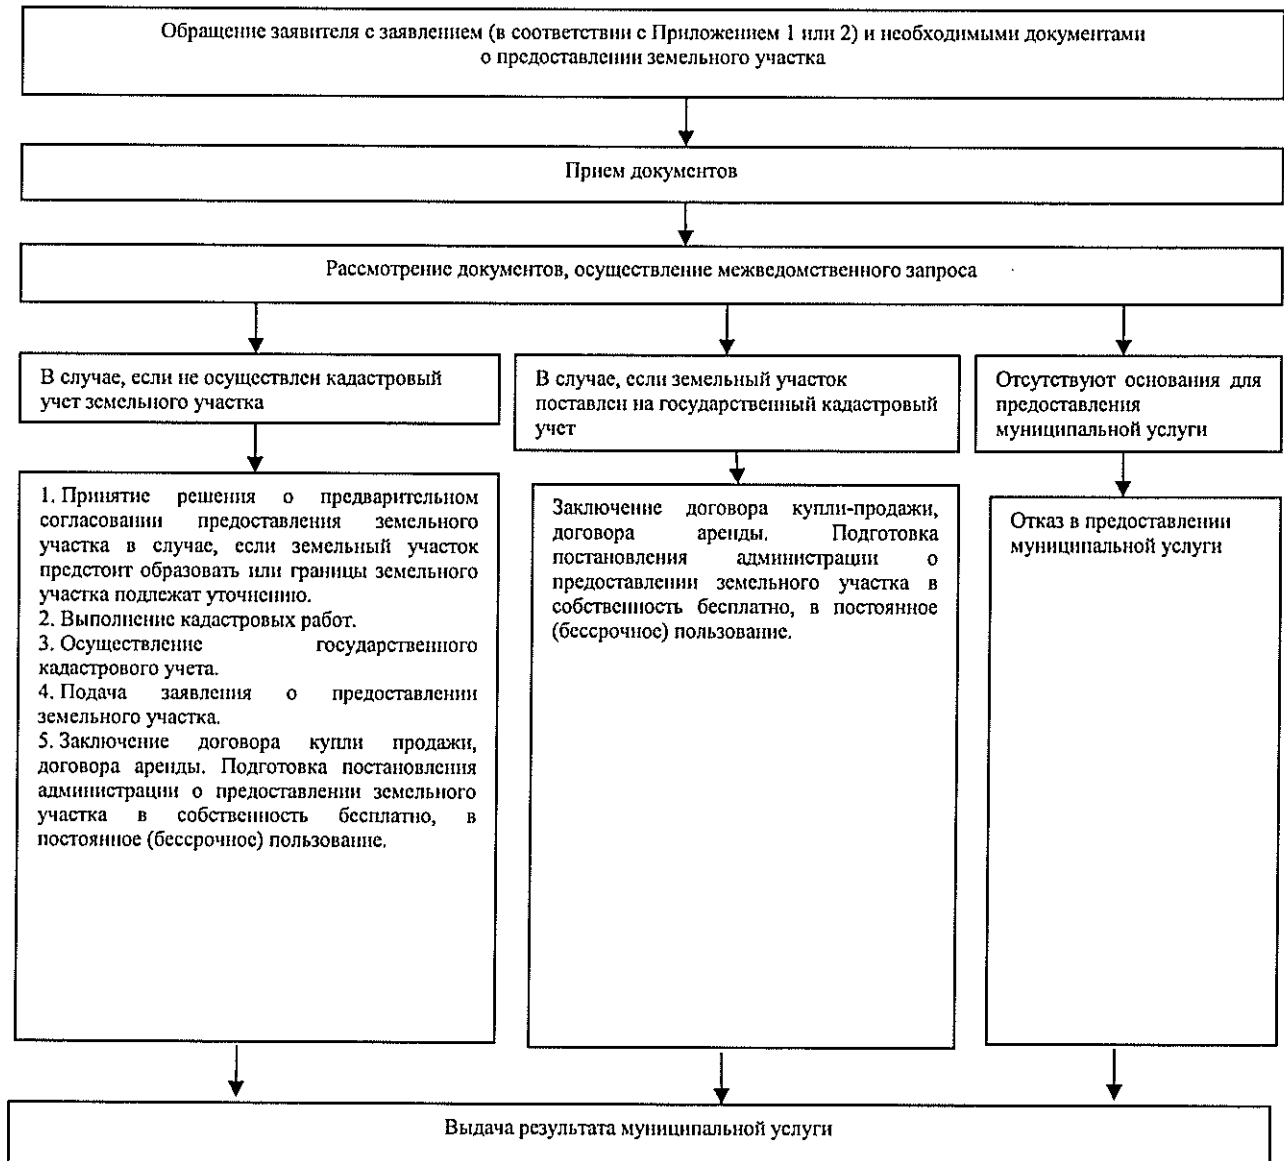 Обращение заявителя с заявлением (в соответствии с Приложением 1 или 2) и необходимыми документами
о предоставлении земельного участка
Прием документов
Рассмотрение документов, осуществление межведомственного запроса
В случае, если не осуществлен кадастровый
учет земельного участка
В случае, если земельный участок
поставлен на государственный кадастровый
учет
Отсутствуют основания для
предоставления
муниципальной услуги
1. Принятие решения о предварительном
согласовании предоставления земельного
участка в случае, если земельный участок
предстоит образовать или границы земельного
участка подлежат уточнению.
2. Выполнение кадастровых работ.
3. Осуществление государственного
кадастрового учета.
4. Подача заявления о предоставлении
земельного участка.
5. Заключение договора купли продажи,
договора аренды. Подготовка постановления
администрации о предоставлении земельного
участка в собственность бесплатно, в
постоянное (бессрочное) пользование.
Заключение договора купли-продажи,
договора аренды. Подготовка
постановления администрации о
предоставлении земельного участка в
собственность бесплатно, в постоянное
(бессрочное) пользование.
Отказ в предоставлении
муниципальной услуги
Выдача результата муниципальной услуги